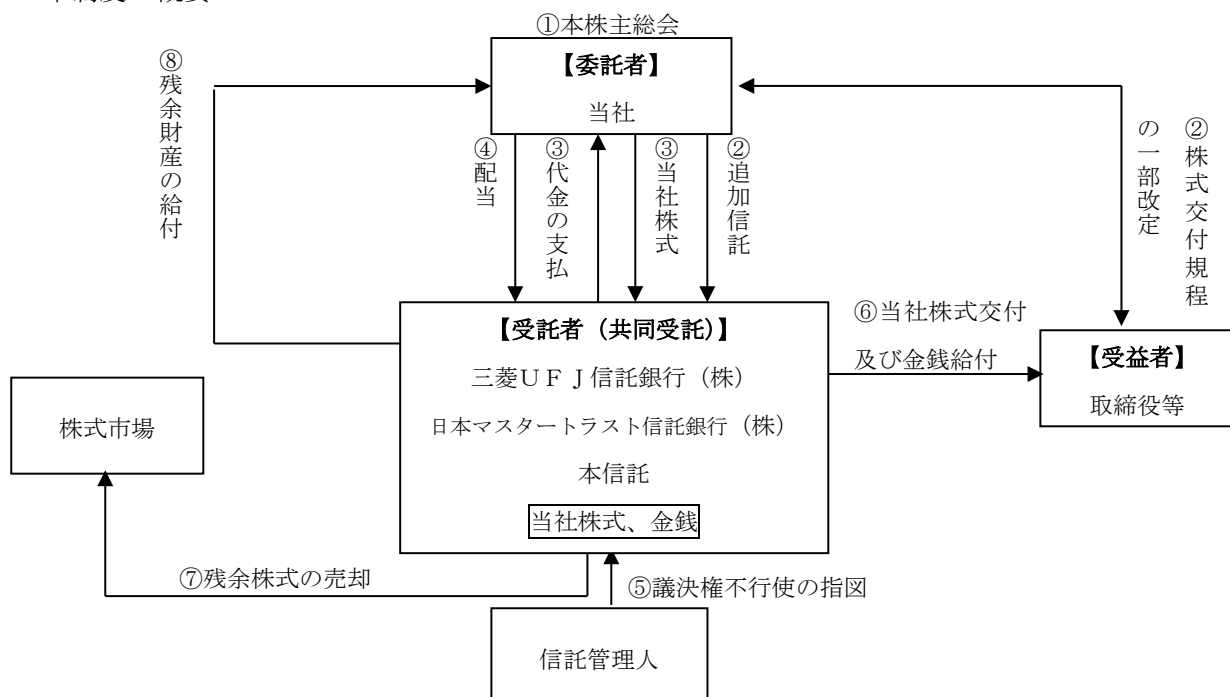 ①本株主総会
【委託者】
当社
⑧残余財産の給付
④配当
③代金の支払
③当社株式
②追加信託
②株式交付規程
の一部改定
【受託者（共同受託）】
三菱ＵＦＪ信託銀行（株）
日本マスタートラスト信託銀行（株）
本信託
当社株式、金銭
⑥当社株式交付
及び金銭給付
【受益者】
取締役等
株式市場
⑦残余株式の売却
⑤議決権不行使の指図
信託管理人